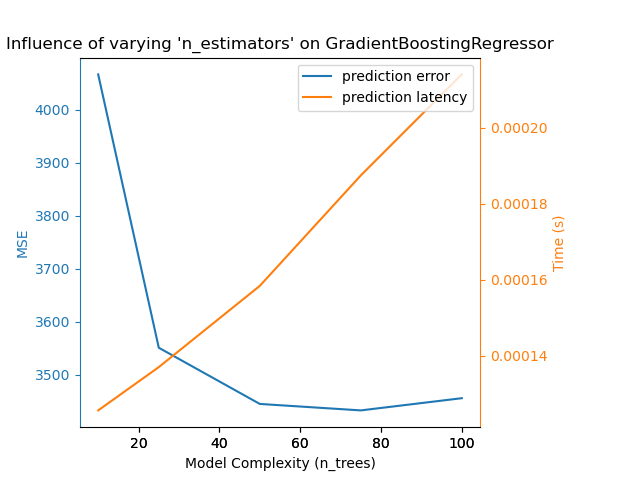 Influence of varying 'n_estimators' on GradientBoostingRegressor
prediction error
prediction latency
4000
3900
3800
3700
3600
3500
MSE
0.00020
0.00018
0.00016
0.00014
Time (s)
20 40 60 80 100
Model Complexity (n_trees)